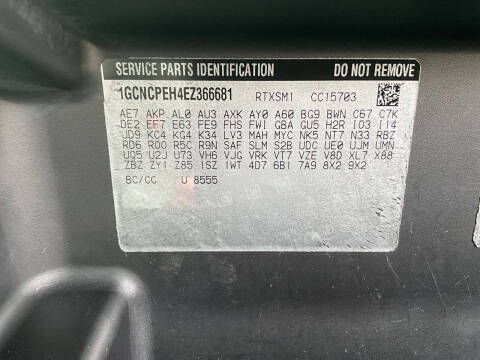 SERVICE PARTS IDENTIFICATION DO NOT REMOVE
1GCNCPEH4EZ366681 RTXSM1 CC15703
AE7 AKP AL0 AU3 AXK AY0 A60 BG9 BWN C67 C7K
DE2 EF7 E63 FE9 FHS FWI GBA GU5 H2R I03 I14
JD9 KC4 KG4 K34 LV3 MAH MYC NK5 NT7 N33 RBZ
RD6 R00 R5C R9N SAF SLM S2B UDC UE0 UJM UMN
UQ5 U2J U73 VH6 VJG VRK VT7 VZE V8D XL7 X88
ZBZ ZY1 Z85 1SZ 1WT 4D7 6B1 7A9 8X2 9X2
BC/CC U 8555